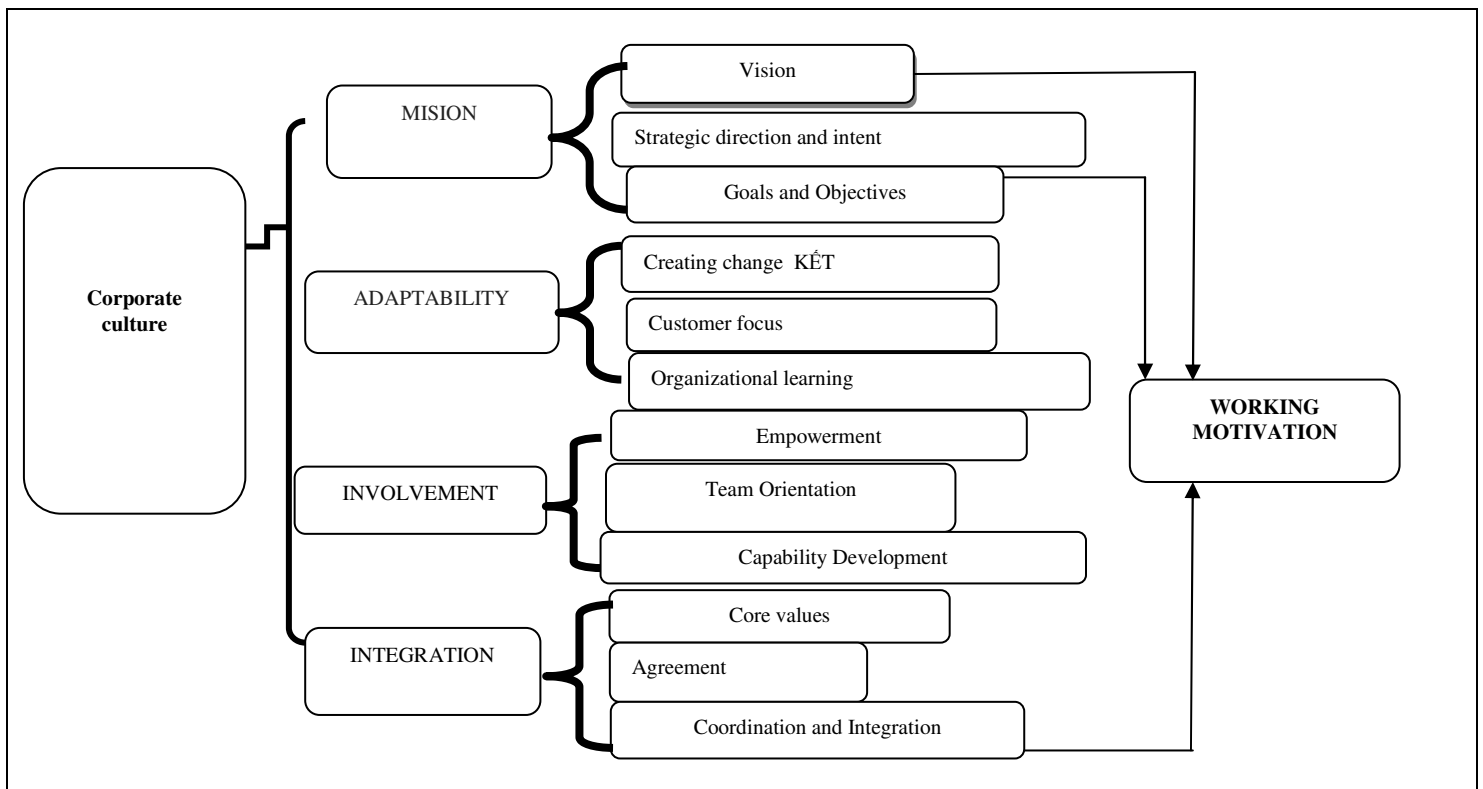 Corporate
culture
MISION
Vision
Strategic direction and intent
Goals and Objectives
ADAPTABILITY
Creating change KẾT
Customer focus
Organizational learning
INVOLVEMENT
Empowerment
Team Orientation
Capability Development
INTEGRATION
Core values
Agreement
Coordination and Integration
WORKING
MOTIVATION